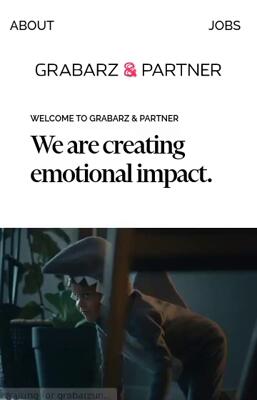 ABOUT JOBS
GRABARZ & PARTNER
WELCOME TO GRABARZ & PARTNER
We are creating
emotional impact.